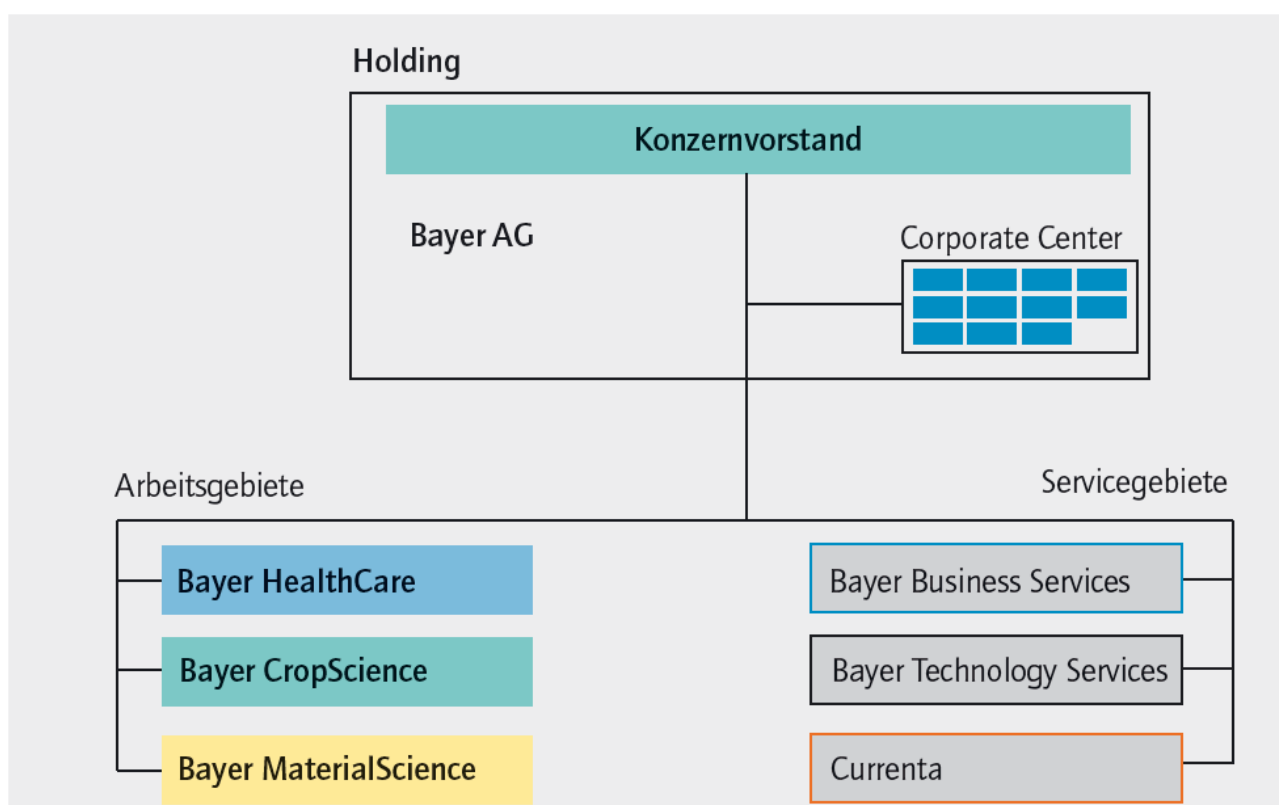 Holding
Konzernvorstand
Bayer AG
Corporate Center
Arbeitsgebiete
Servicegebiete
Bayer HealthCare
Bayer Business Services
Bayer CropScience
Bayer Technology Services
Bayer MaterialScience
Currenta